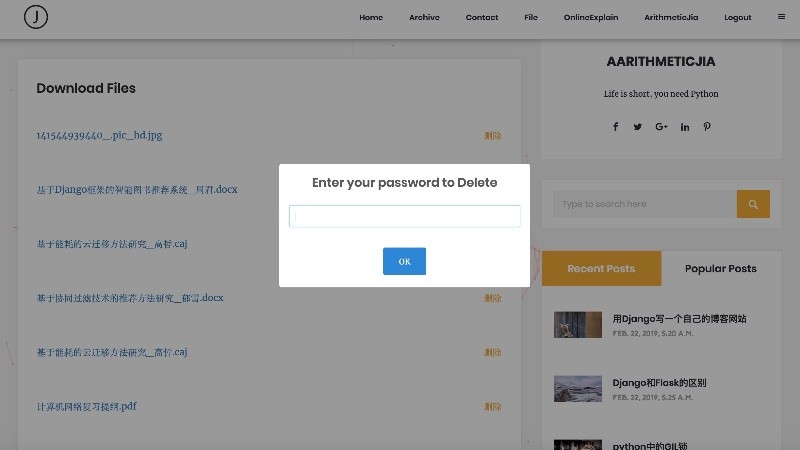 J
Home Archive Contact File OnlineExplain ArithmeticJia Logout
Download Files
141544939440_.pic_hd.jpg 删除
基于Django框架的智能图书推荐系统_周君.docx
基于能耗的云迁移方法研究_高哲.caj
基于协同过滤技术的推荐方法研究_郁雪.docx 删除
基于能耗的云迁移方法研究_高哲.caj 删除
计算机网络复习提纲.pdf 删除
Enter your password to Delete
OK
AARITHMETICJIA
Life is short, you need Python
f G+ in
Type to search here
Recent Posts Popular Posts
用Django写一个自己的博客网站
FEB. 22, 2019, 5:20 A.M.
Django和Flask的区别
FEB. 22, 2019, 5:25 A.M.
python中的GIL锁